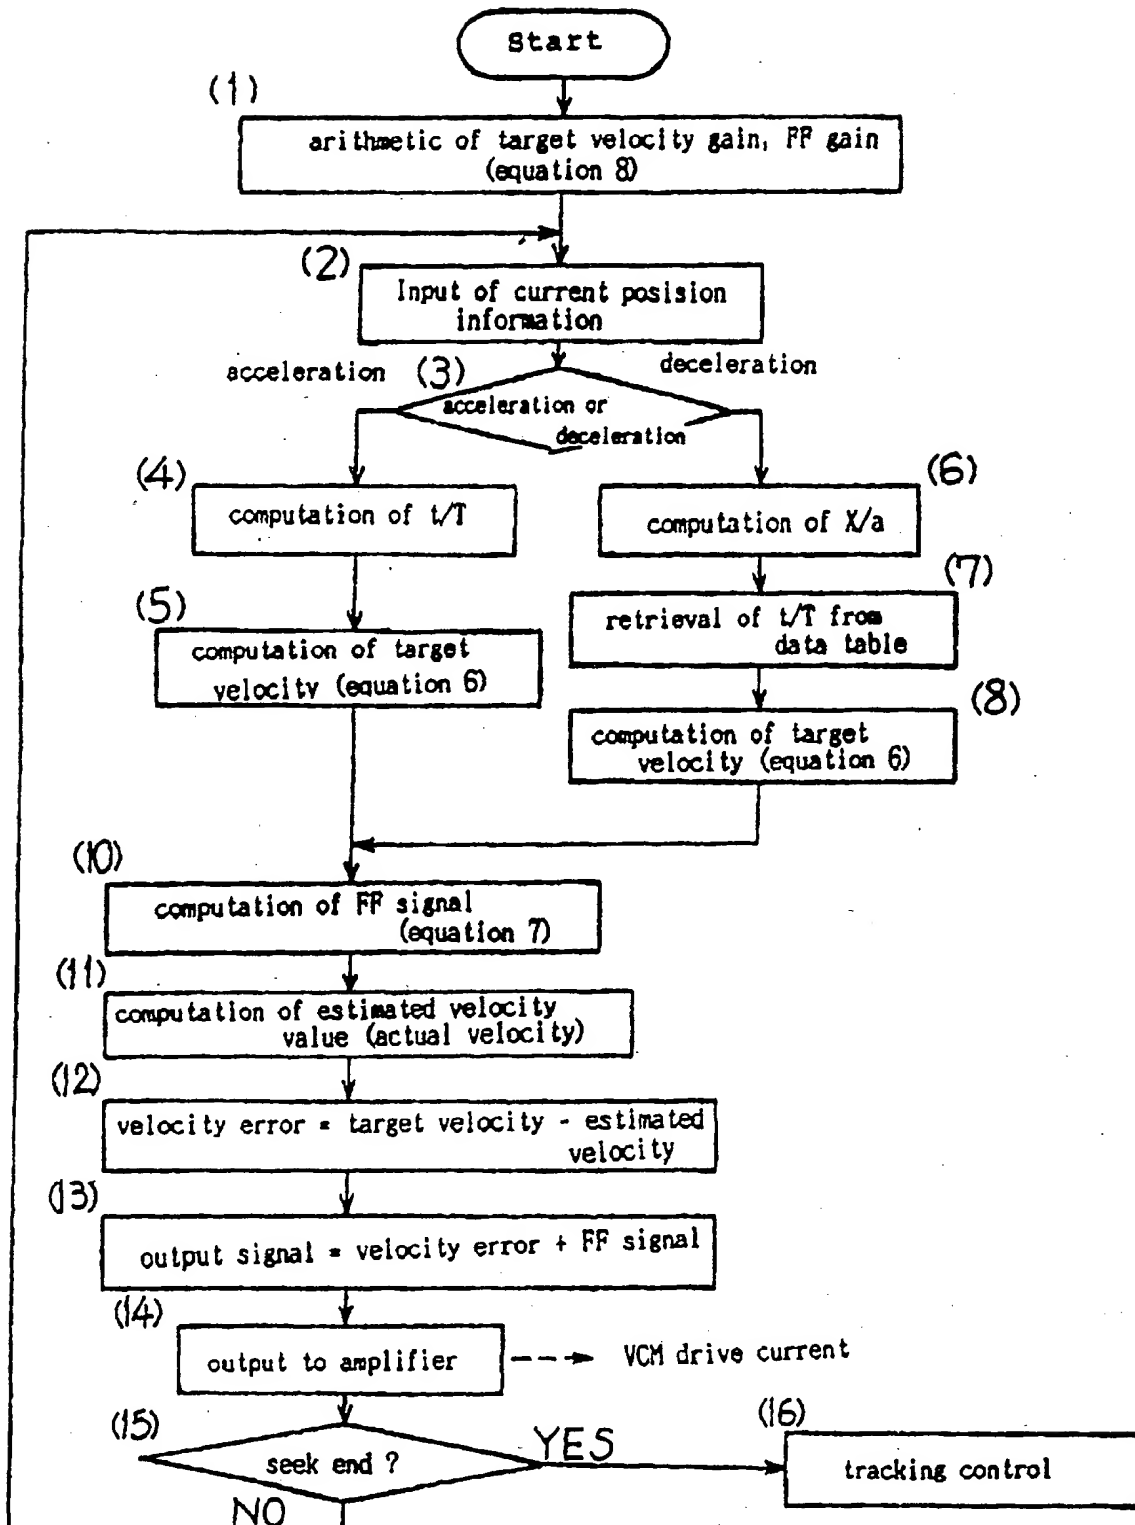 Start
(1)
arithmetic of target velocity gain, FF gain
(equation 8)
(2)
Input of current posision
information
acceleration
(3)
deceleration
acceleration or
deceleration
(4)
computation of t/T
(6)
computation of X/a
(5)
computation of target
velocity (equation 6)
(7)
retrieval of t/T from
data table
(8)
computation of target
velocity (equation 6)
(10)
computation of FF signal
(equation 7)
(11)
computation of estimated velocity
value (actual velocity)
(12)
velocity error = target velocity - estimated
velocity
(13)
output signal = velocity error + FF signal
(14)
output to amplifier
VCM drive current
(15)
seek end ?
YES
(16)
tracking control
NO